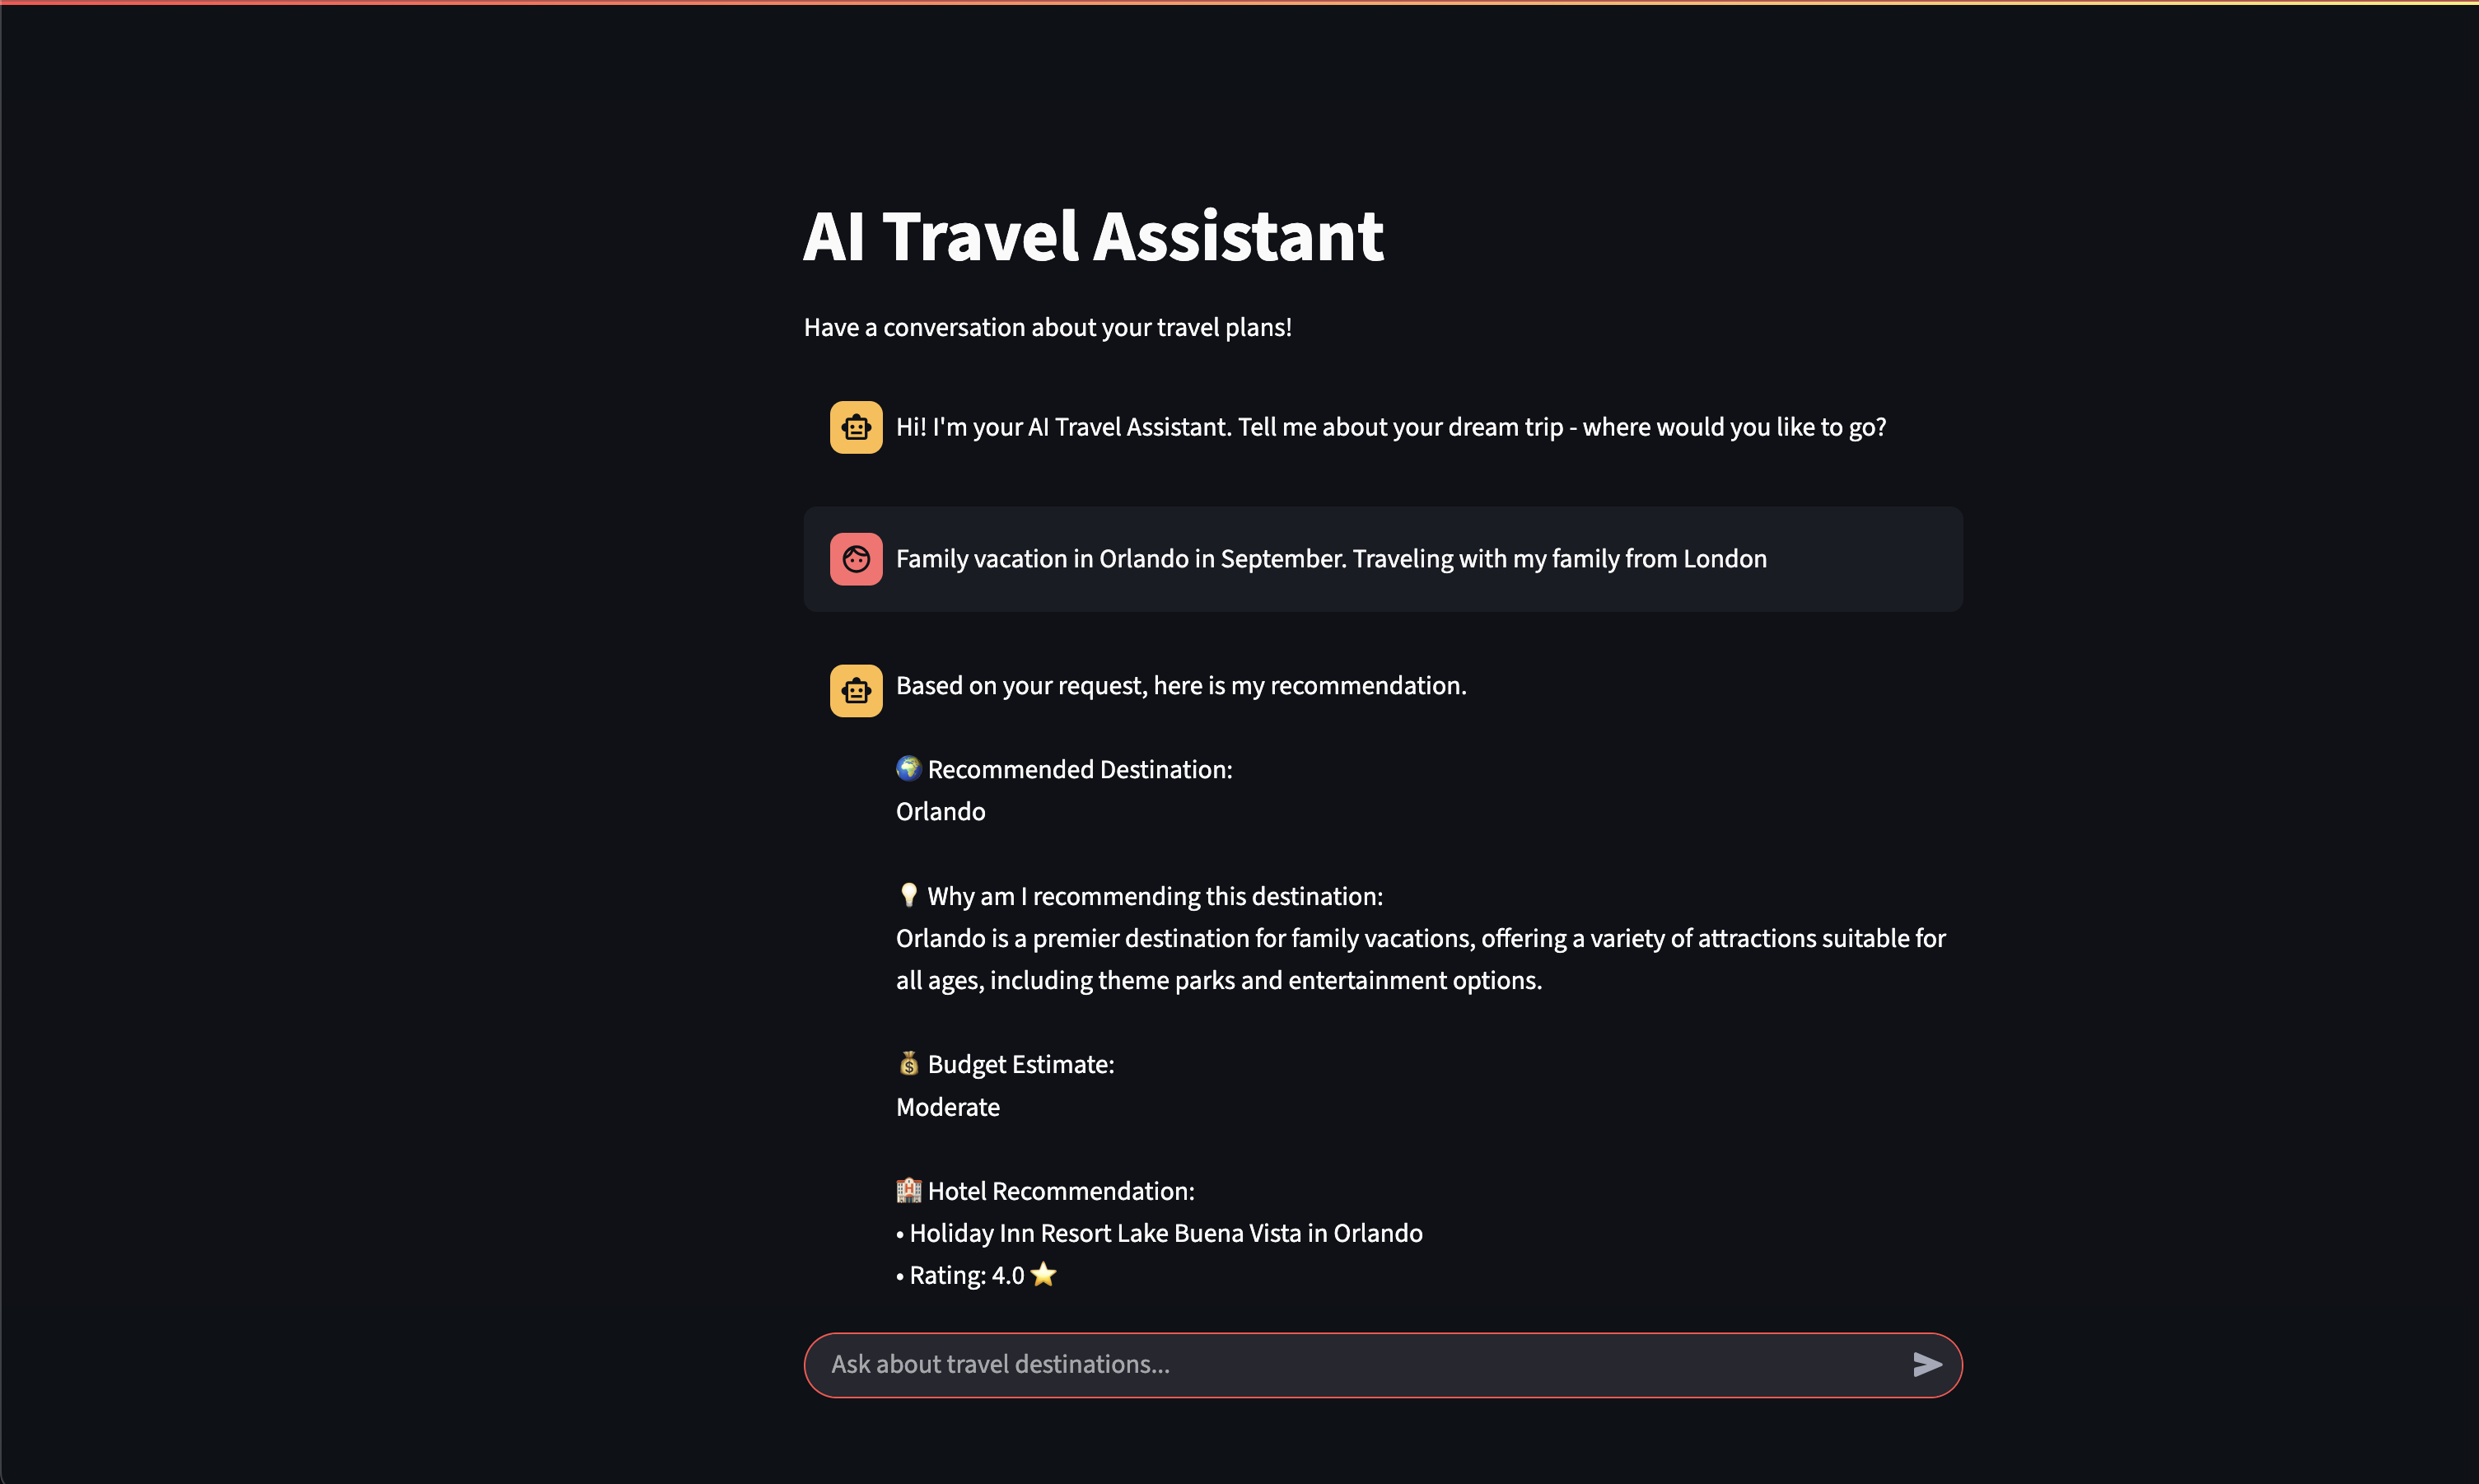 AI Travel Assistant
Have a conversation about your travel plans!
Hi! I'm your AI Travel Assistant. Tell me about your dream trip - where would you like to go?
Family vacation in Orlando in September. Traveling with my family from London
Based on your request, here is my recommendation.
🌍 Recommended Destination:
Orlando
💡 Why am I recommending this destination:
Orlando is a premier destination for family vacations, offering a variety of attractions suitable for
all ages, including theme parks and entertainment options.
💰 Budget Estimate:
Moderate
🏨 Hotel Recommendation:
• Holiday Inn Resort Lake Buena Vista in Orlando
• Rating: 4.0 ⭐
Ask about travel destinations...